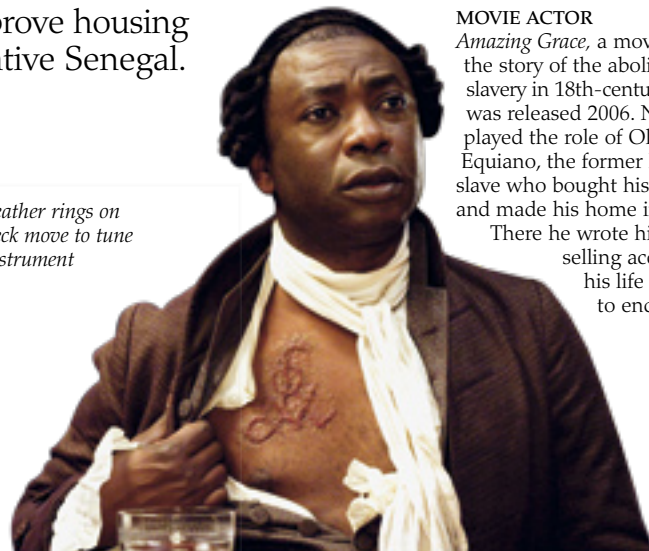 prove housing
ative Senegal.
eather rings on
eck move to tune
strument
MOVIE ACTOR
Amazing Grace, a mov
the story of the aboli
slavery in 18th-centu
was released 2006. N
played the role of Ol
Equiano, the former
slave who bought his
and made his home i
There he wrote hi
selling acc
his life
to end